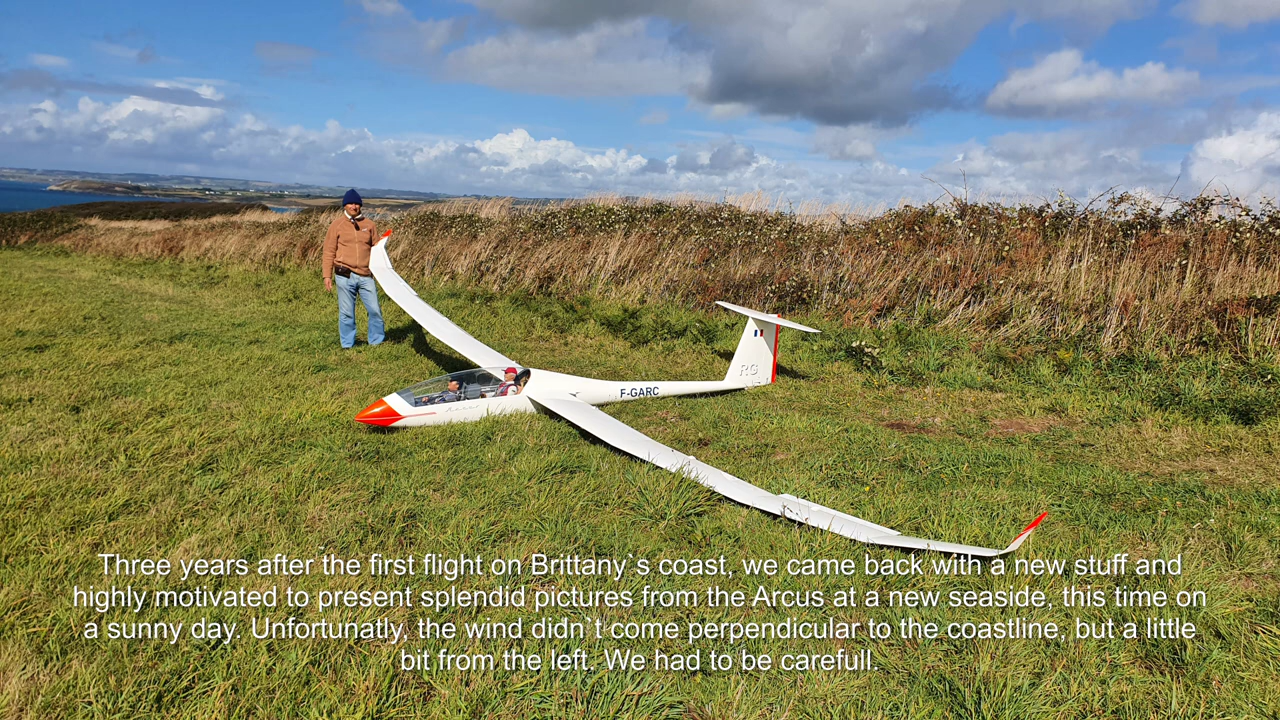 RG
F-GARC
Arcus
Three years after the first flight on Brittany`s coast, we came back with a new stuff and
highly motivated to present splendid pictures from the Arcus at a new seaside, this time on
a sunny day. Unfortunatly, the wind didn`t come perpendicular to the coastline, but a little
bit from the left. We had to be carefull.